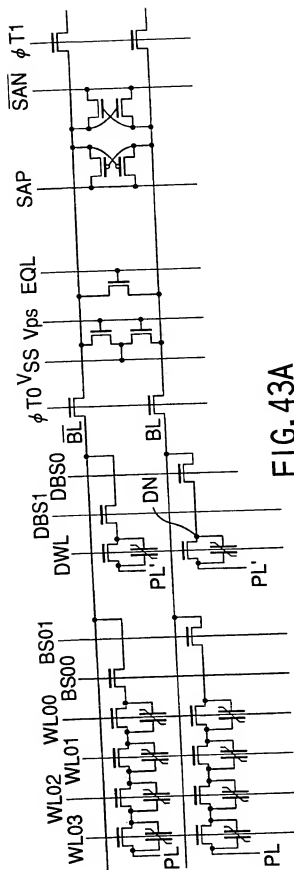 WL03
WL02
WL01
WL00
BS00
BS01
DWL
DBS1
DBS0
φT0
VSS
Vps
EQL
SAP
SAN
φT1
BL
BL
DN
PL
PL'
PL
PL'
FIG. 43A